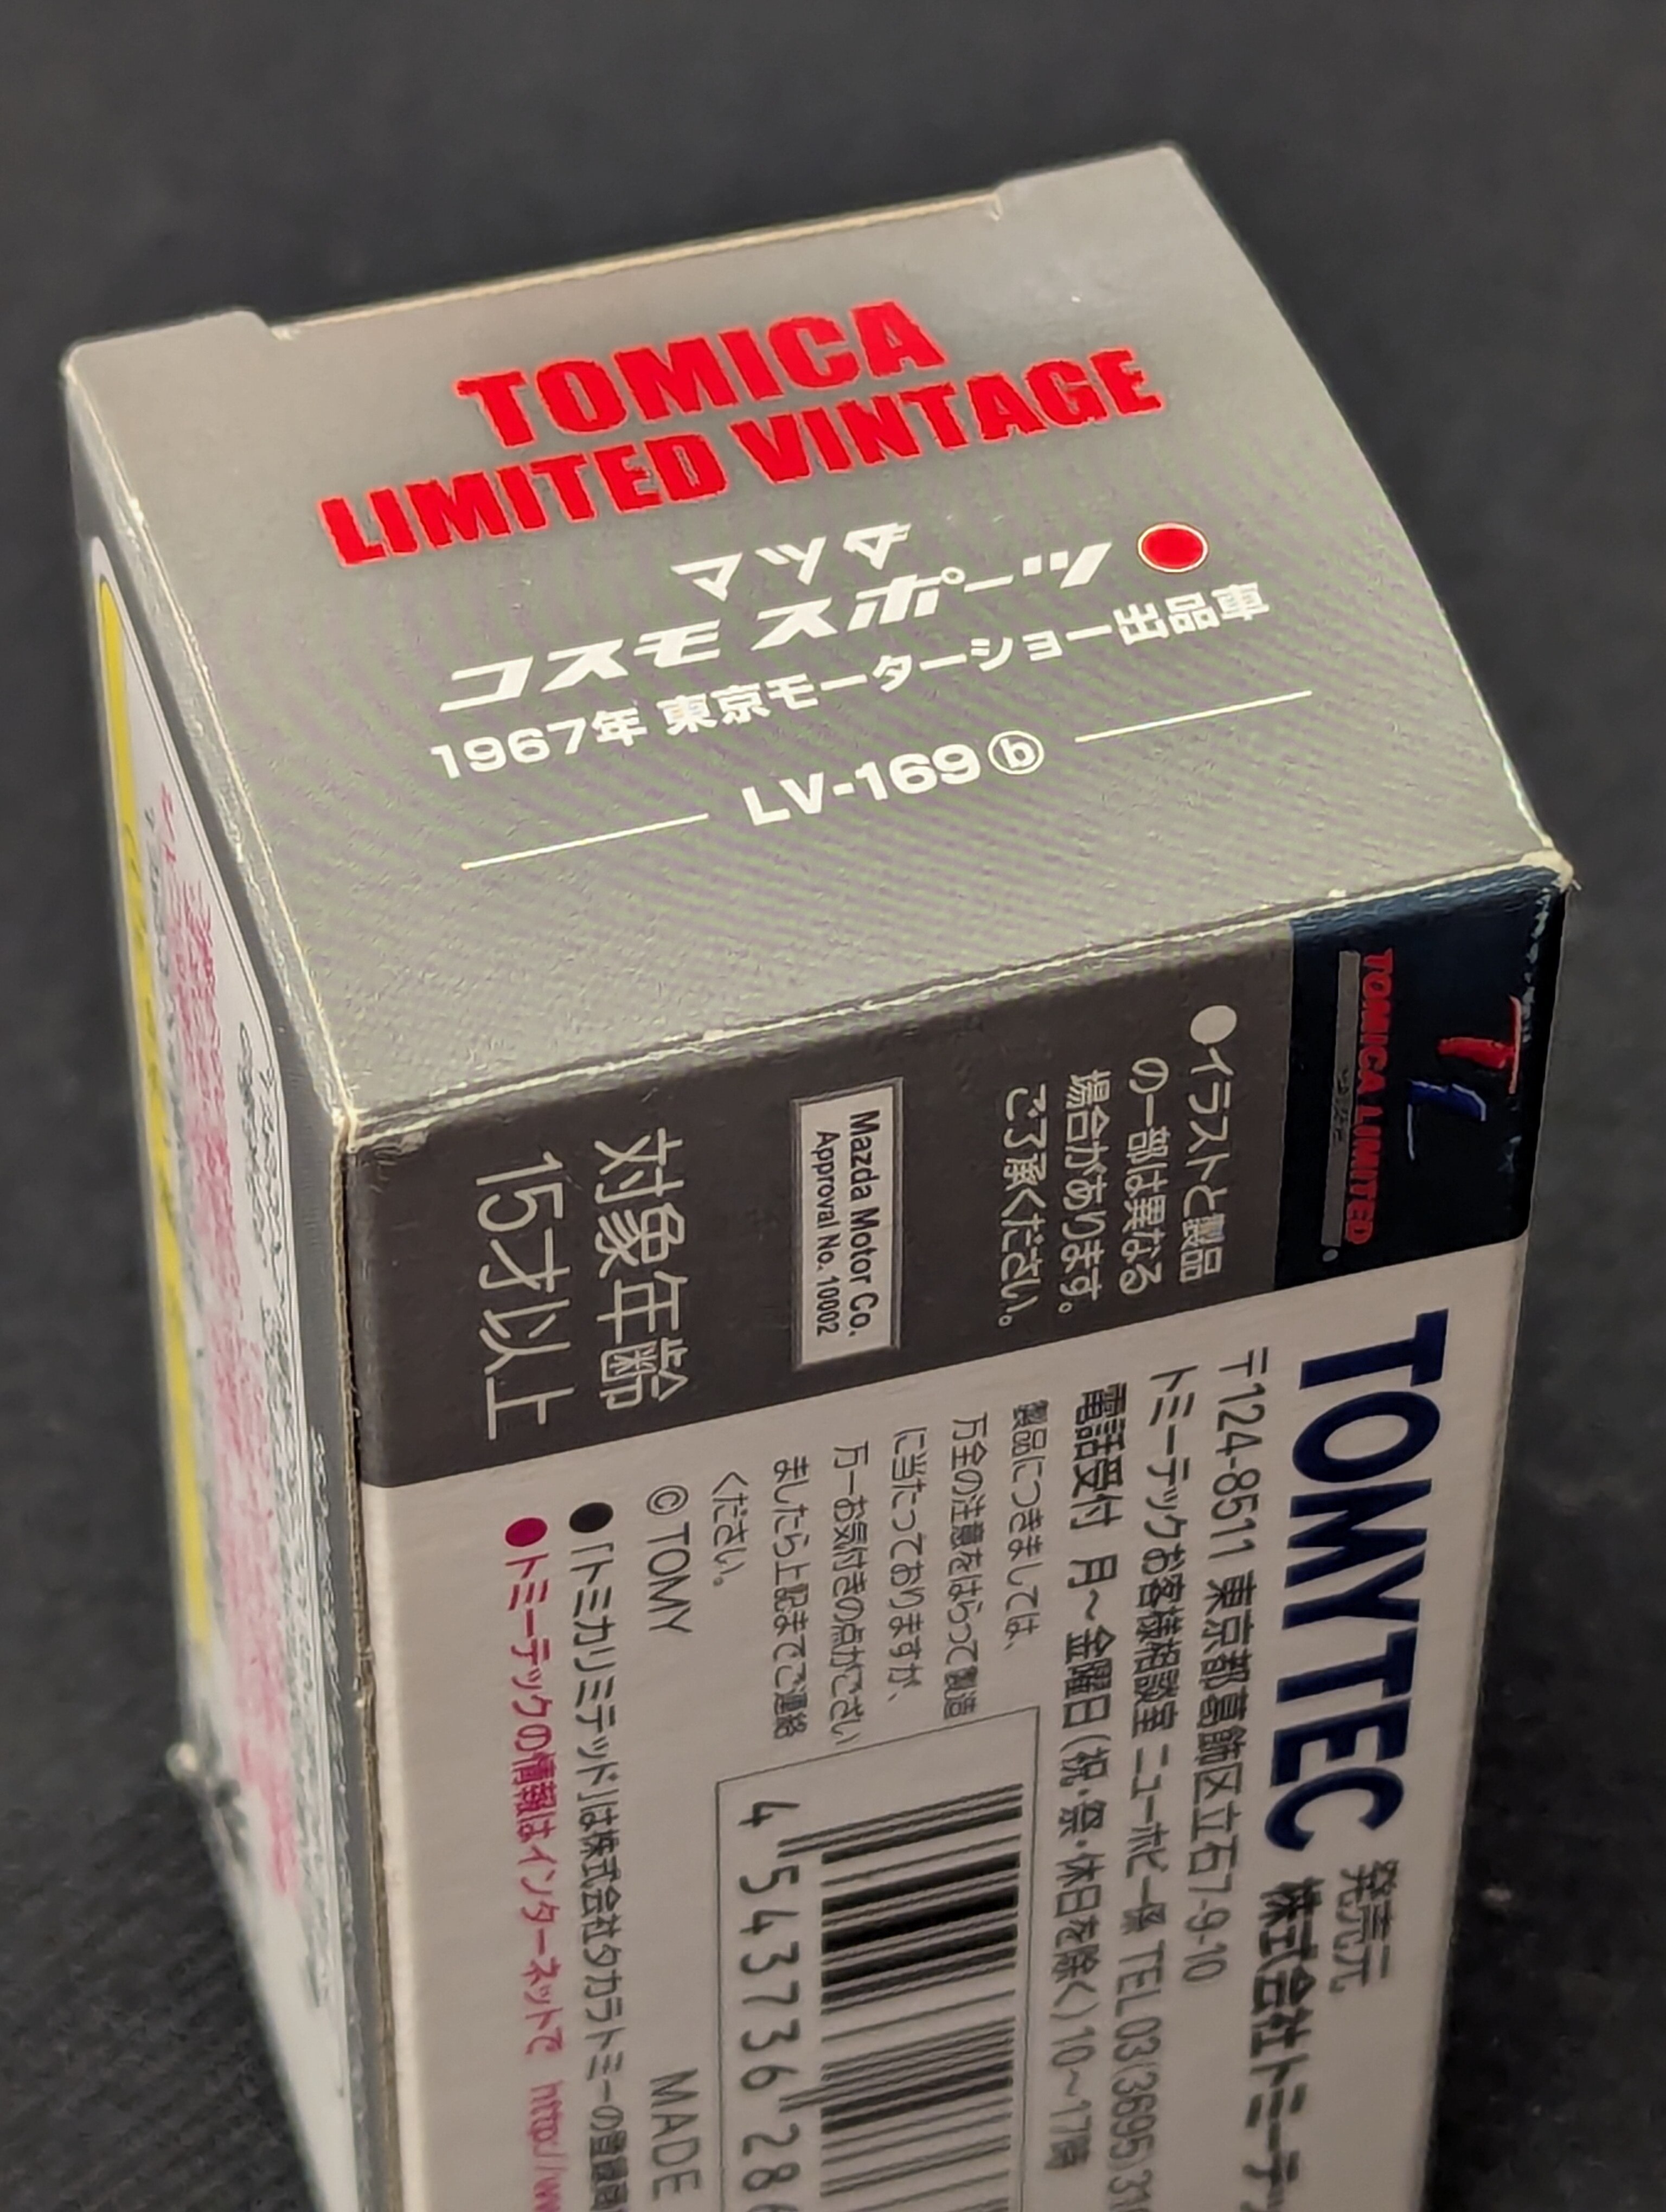 TOMICA
LIMITED VINTAGE
マツダ
コスモ スポーツ
1967年 東京モーターショー出品車
LV-169ⓑ
TL
TOMICA LIMITED
●イラストと製品
の一部は異なる
場合があります。
ご了承ください。
Mazda Motor Co.
Approval No. 10002
対象年齢
15才以上
TOMYTEC
発売元
株式会社トミーテ
〒124-8511 東京都葛飾区立石7-9-10
トミーテックお客様相談室 ニューホビー係 TEL 03(3695)31
電話受付 月〜金曜日(祝・祭・休日を除く) 10〜17時
製品につきましては、
万全の注意をはらって製造
に当たっておりますが、
万一お気付きの点がござい
ましたら上記までご連絡
ください。
© TOMY
●「トミカリミテッド」は株式会社タカラトミーの登録商
●トミーテックの情報はインターネットで http://w
MADE
4 543736 28